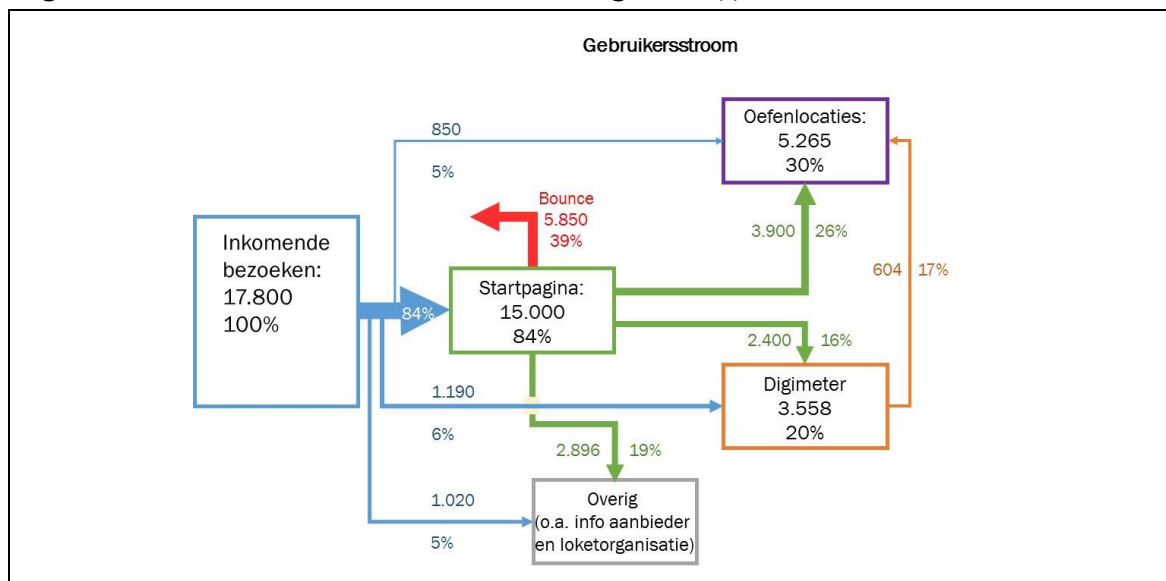 Gebruikersstroom
Oefenlocaties:
5.265
30%
850
5%
Bounce
5.850
39%
3.900 26%
604 17%
Inkomende
bezoeken:
17.800
100%
84%
Startpagina:
15.000
84%
2.400 16%
Digimeter
3.558
20%
1.190
6%
2.896 19%
1.020
5%
Overig
(o.a. info aanbieder
en loketorganisatie)